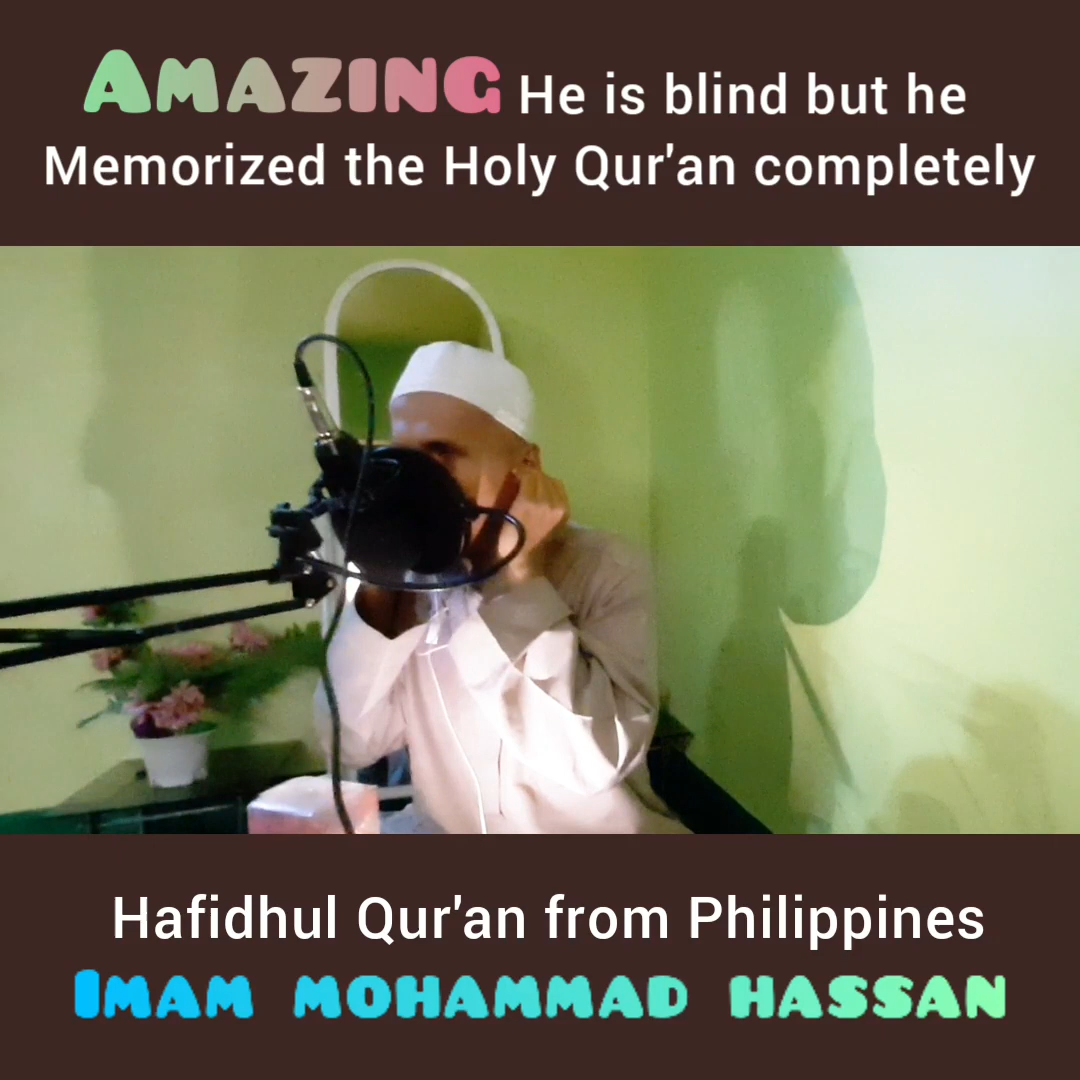 AMAZING He is blind but he
Memorized the Holy Qur'an completely
Hafidhul Qur'an from Philippines
IMAM MOHAMMAD HASSAN